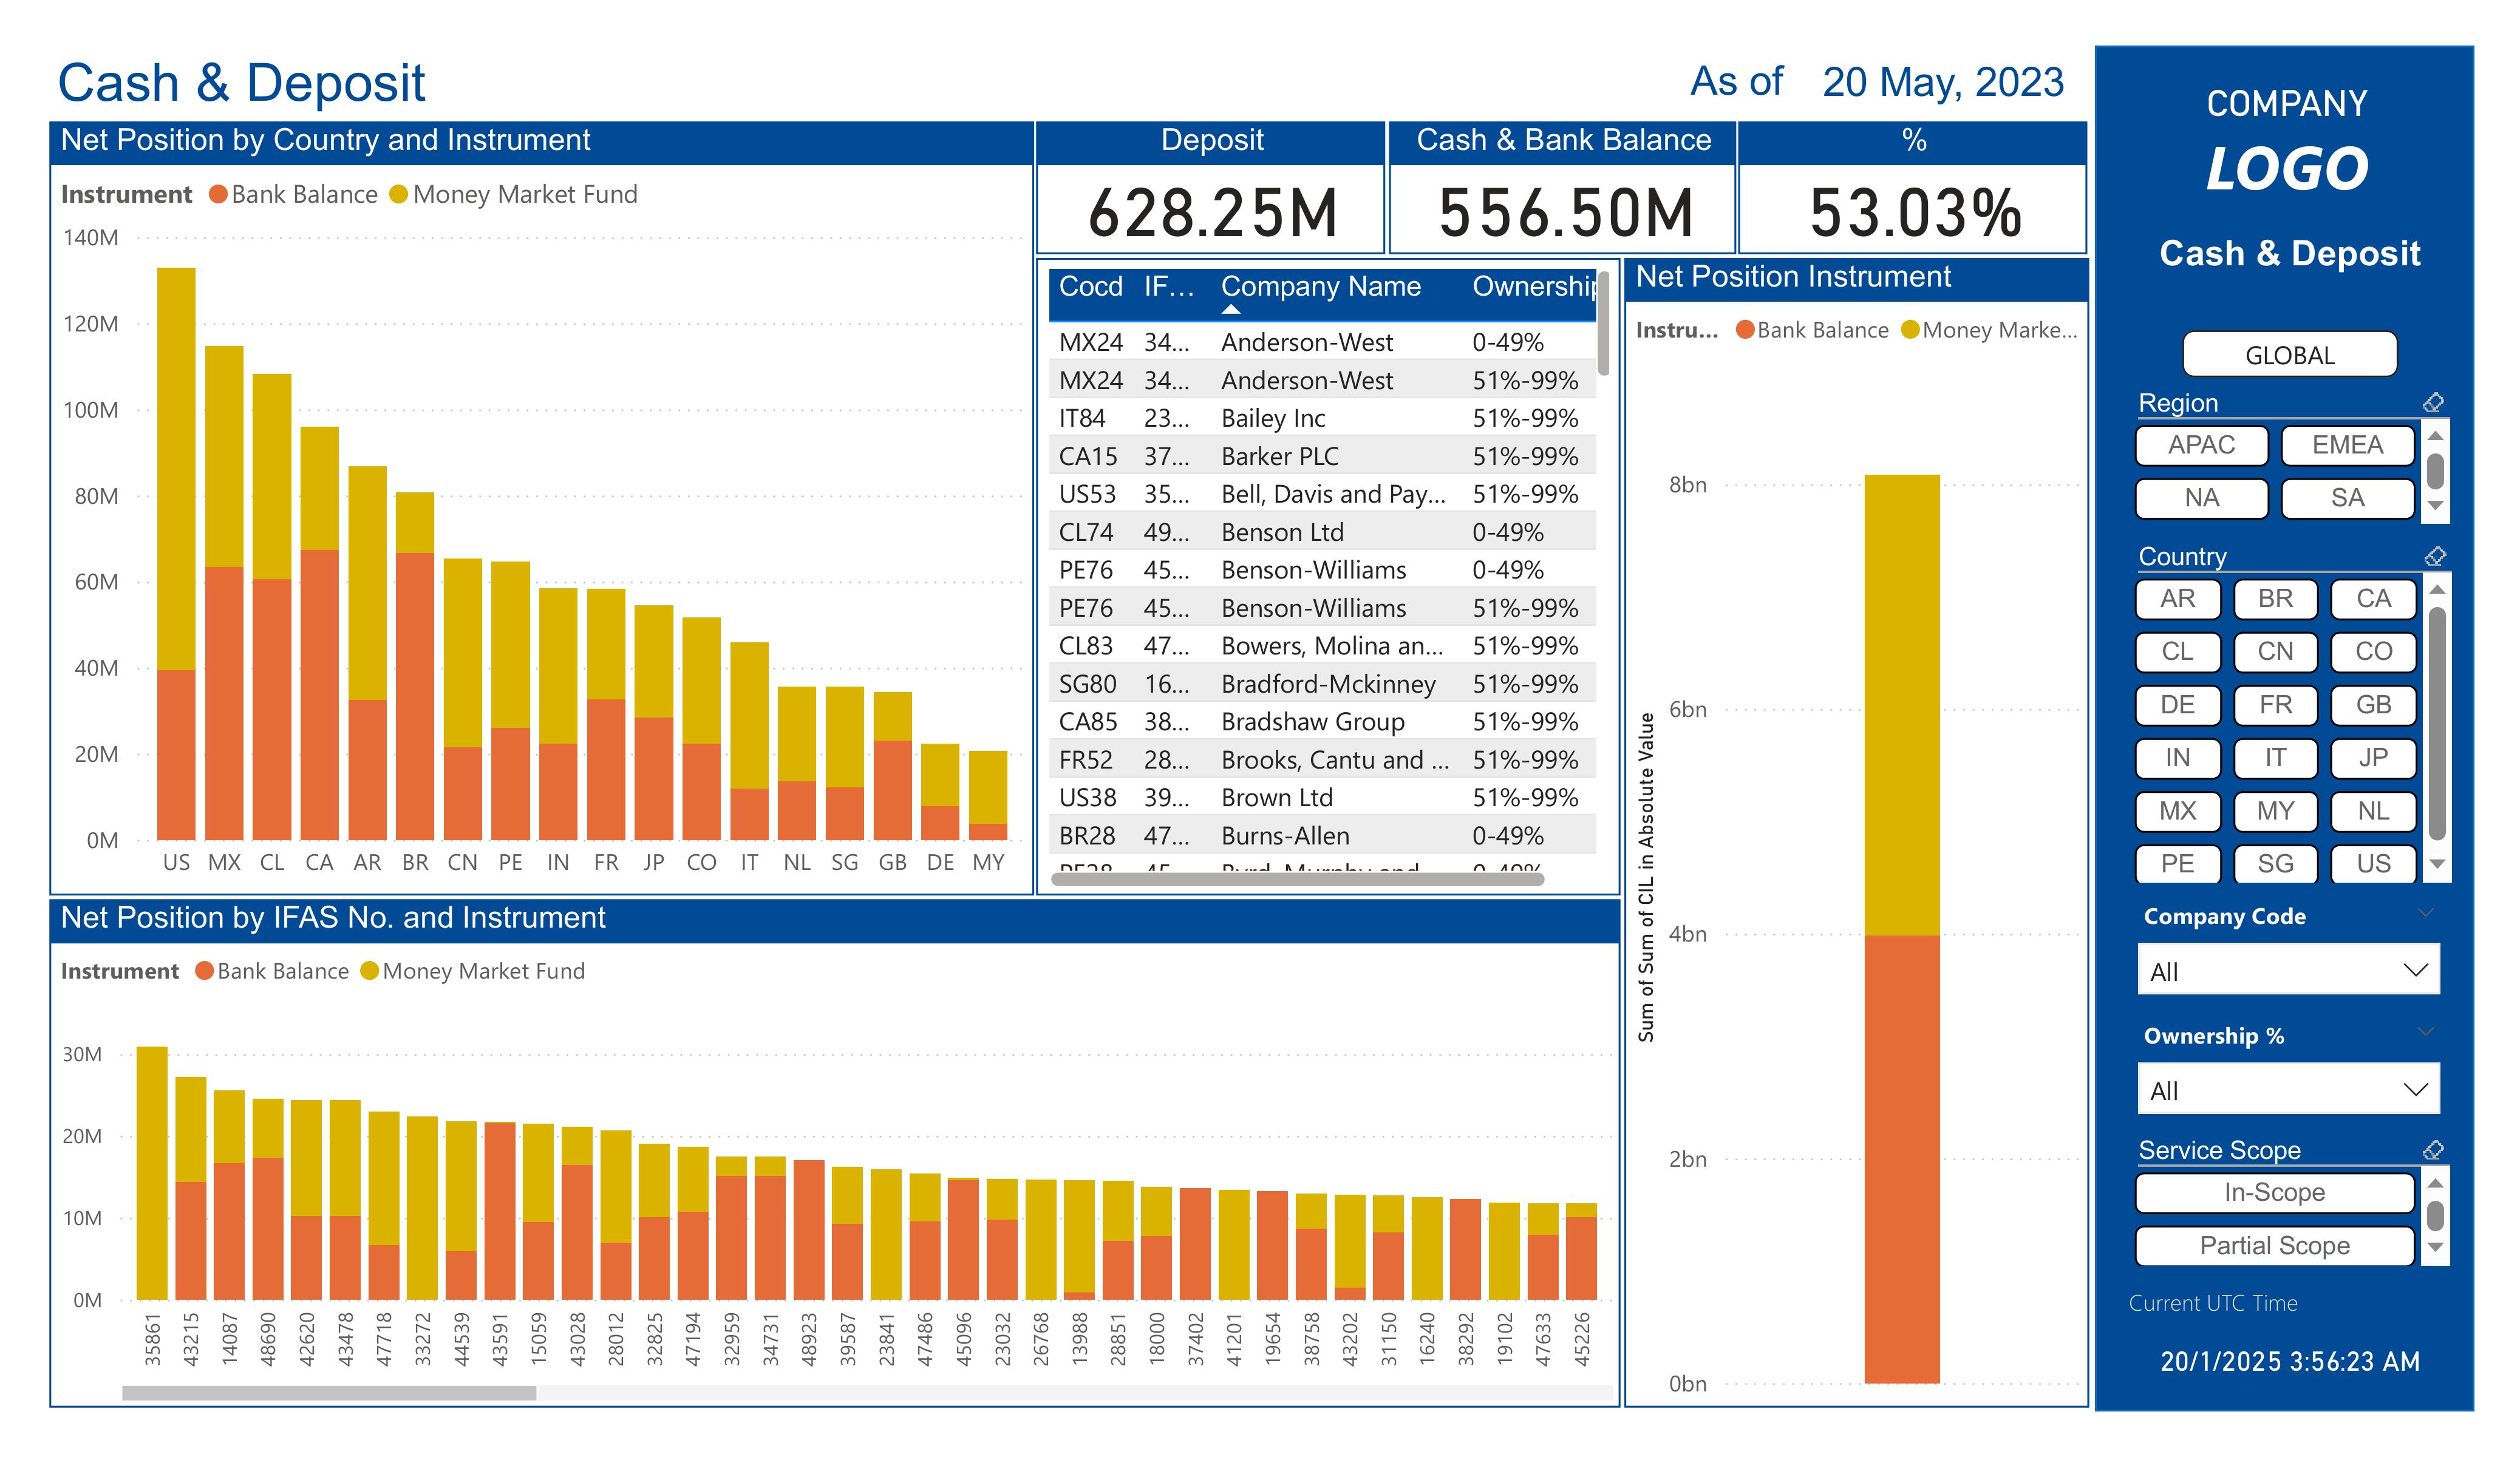 Cash & Deposit
As of 20 May, 2023
Net Position by Country and Instrument
Instrument Bank Balance Money Market Fund
140M
120M
100M
80M
60M
40M
20M
0M
US MX CL CA AR BR CN PE IN FR JP CO IT NL SG GB DE MY
Deposit
628.25M
Cash & Bank Balance
556.50M
%
53.03%
Cocd IF... Company Name Ownership
MX24 34... Anderson-West 0-49%
MX24 34... Anderson-West 51%-99%
IT84 23... Bailey Inc 51%-99%
CA15 37... Barker PLC 51%-99%
US53 35... Bell, Davis and Pay... 51%-99%
CL74 49... Benson Ltd 0-49%
PE76 45... Benson-Williams 0-49%
PE76 45... Benson-Williams 51%-99%
CL83 47... Bowers, Molina an... 51%-99%
SG80 16... Bradford-Mckinney 51%-99%
CA85 38... Bradshaw Group 51%-99%
FR52 28... Brooks, Cantu and ... 51%-99%
US38 39... Brown Ltd 51%-99%
BR28 47... Burns-Allen 0-49%
Net Position Instrument
Instru... Bank Balance Money Marke...
Sum of Sum of CIL in Absolute Value
8bn
6bn
4bn
2bn
0bn
Net Position by IFAS No. and Instrument
Instrument Bank Balance Money Market Fund
30M
20M
10M
0M
35861 43215 14087 48690 42620 43478 47718 33272 44539 43591 15059 43028 28012 32825 47194 32959 34731 48923 39587 23841 47486 45096 23032 26768 13988 28851 18000 37402 41201 19654 38758 43202 31150 16240 38292 19102 47633 45226
COMPANY
LOGO
Cash & Deposit
GLOBAL
Region
APAC EMEA
NA SA
Country
AR BR CA
CL CN CO
DE FR GB
IN IT JP
MX MY NL
PE SG US
Company Code
All
Ownership %
All
Service Scope
In-Scope
Partial Scope
Current UTC Time
20/1/2025 3:56:23 AM